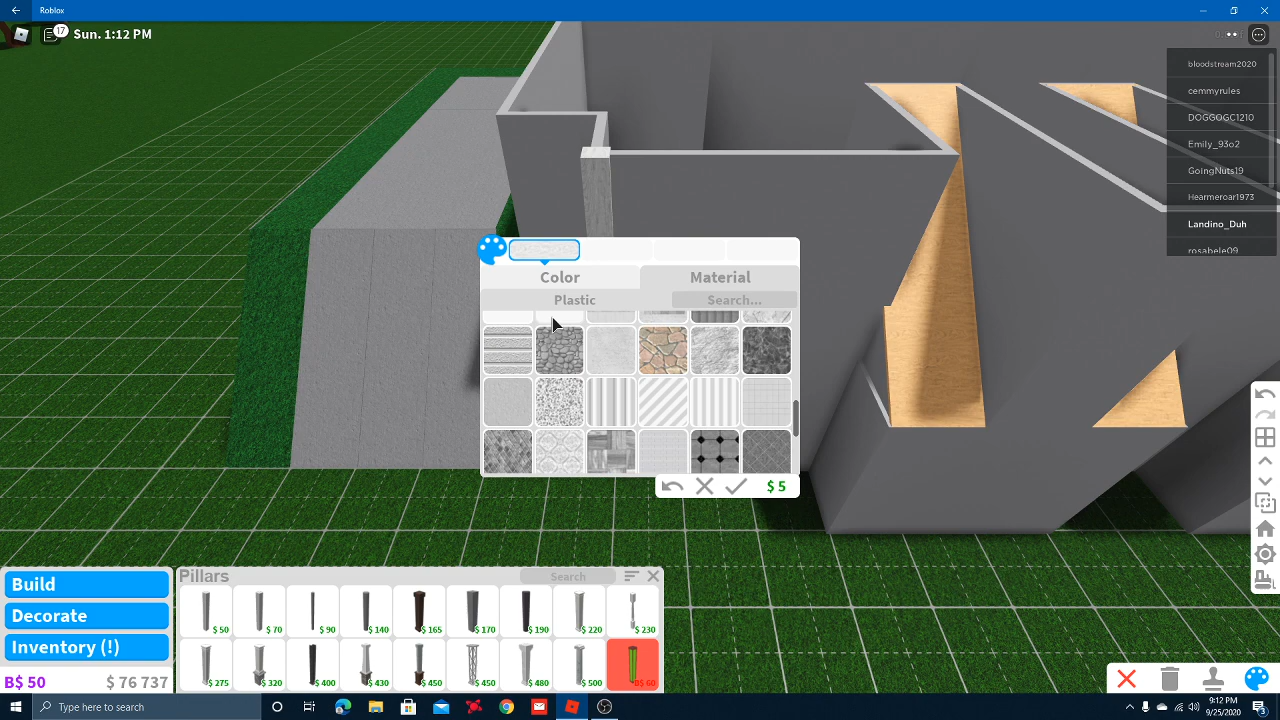 Roblox
17
Sun. 1:12 PM
bloodstream2020
cemmyrules
DOGGOGC1210
Emily_93o2
GoingNuts19
Hearmeroar1973
Landino_Duh
rosabele09
Color
Material
Plastic
Search...
$ 5
Build
Decorate
Inventory (!)
B$ 50
$ 76 737
Pillars
Search
$ 50
$ 70
$ 90
$ 140
$ 165
$ 170
$ 190
$ 220
$ 230
$ 275
$ 320
$ 400
$ 430
$ 450
$ 450
$ 480
$ 500
B$ 60
Type here to search
9:12 PM
9/25/2020
3